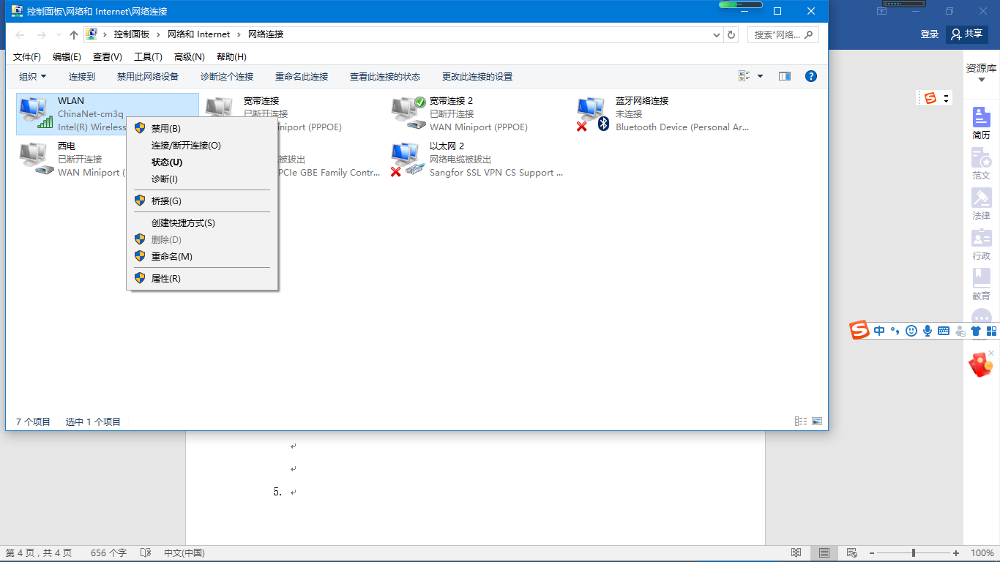 控制面板\网络和 Internet\网络连接
登录
共享
控制面板
网络和 Internet
网络连接
搜索"网络...
文件(F)
编辑(E)
查看(V)
工具(T)
高级(N)
帮助(H)
组织
连接到
禁用此网络设备
诊断这个连接
重命名此连接
查看此连接的状态
更改此连接的设置
WLAN
ChinaNet-cm3q
Intel(R) Wireless
宽带连接
已断开连接
niport (PPPOE)
宽带连接 2
已断开连接
WAN Miniport (PPPOE)
蓝牙网络连接
未连接
Bluetooth Device (Personal Ar...
西电
已断开连接
WAN Miniport (
被拔出
PCIe GBE Family Contr...
以太网 2
网络电缆被拔出
Sangfor SSL VPN CS Support ...
禁用(B)
连接/断开连接(O)
状态(U)
诊断(I)
桥接(G)
创建快捷方式(S)
删除(D)
重命名(M)
属性(R)
7 个项目
选中 1 个项目
资源库
简历
范文
法律
行政
教育
中
5.
第 4 页，共 4 页
656 个字
中文(中国)
100%